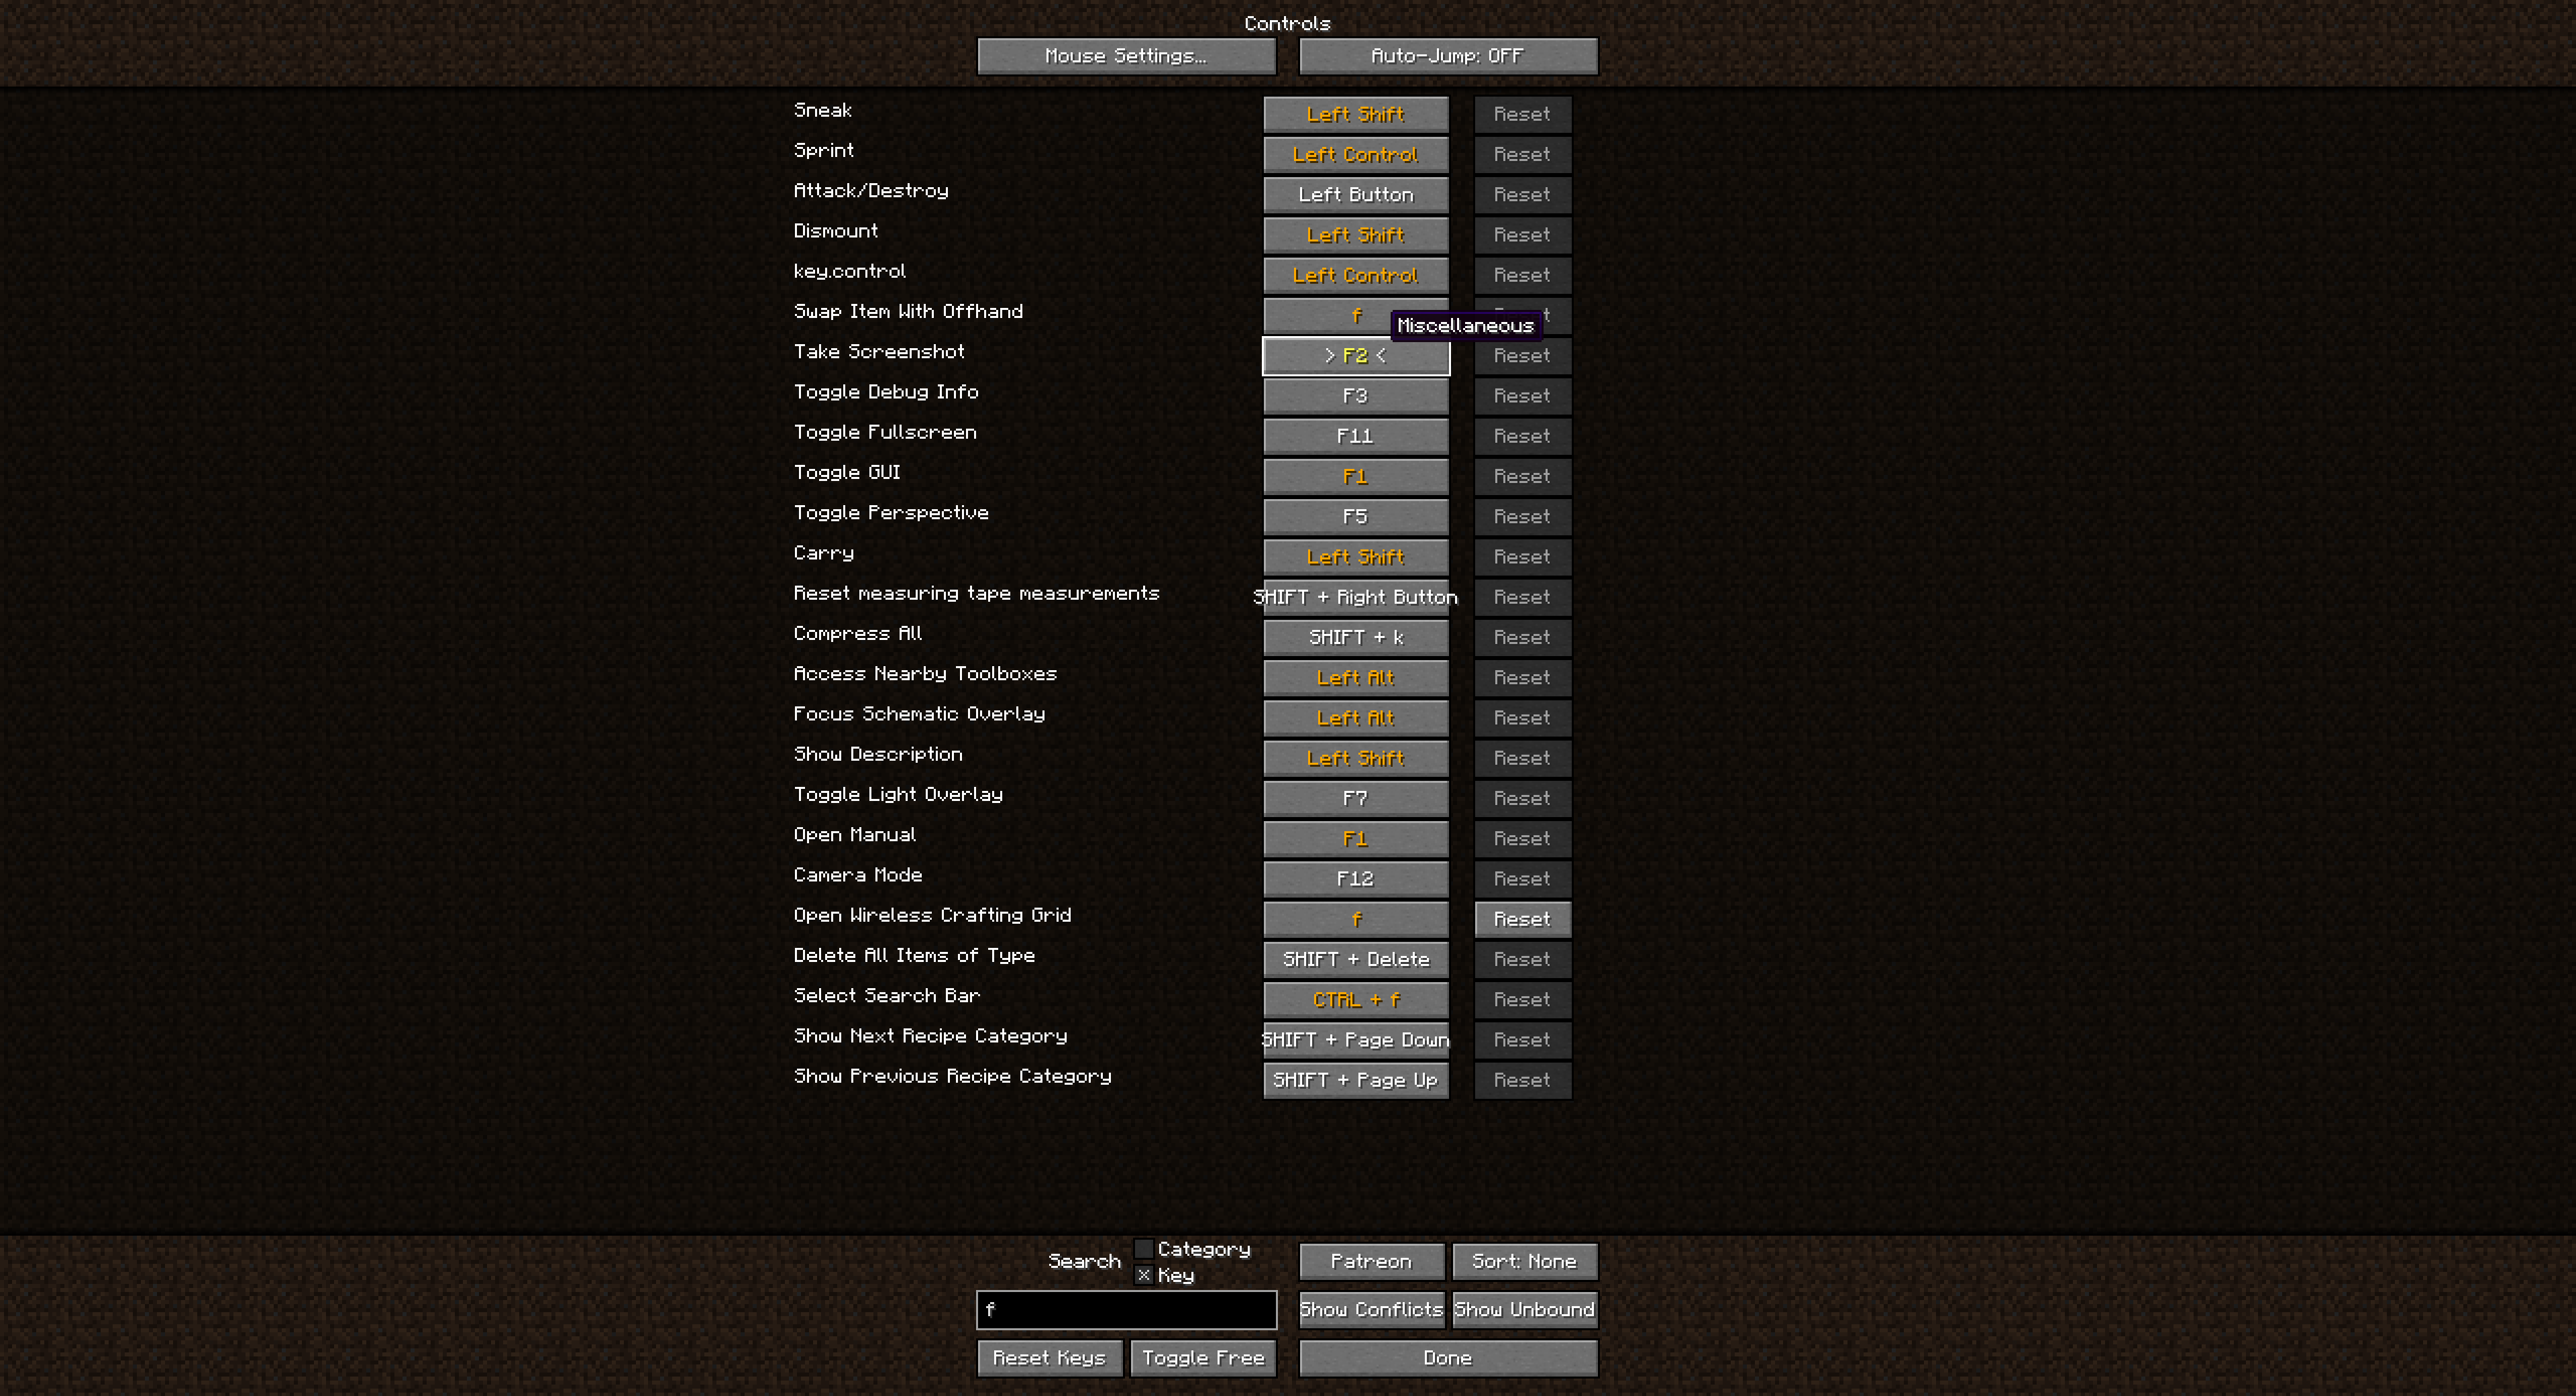 Controls
Mouse Settings... Auto-Jump: OFF
Sneak Left Shift Reset
Sprint Left Control Reset
Attack/Destroy Left Button Reset
Dismount Left Shift Reset
key.control Left Control Reset
Swap Item With Offhand f
Miscellaneous
Take Screenshot > F2 < Reset
Toggle Debug Info F3 Reset
Toggle Fullscreen F11 Reset
Toggle GUI F1 Reset
Toggle Perspective F5 Reset
Carry Left Shift Reset
Reset measuring tape measurements SHIFT + Right Button Reset
Compress All SHIFT + k Reset
Access Nearby Toolboxes Left Alt Reset
Focus Schematic Overlay Left Alt Reset
Show Description Left Shift Reset
Toggle Light Overlay F7 Reset
Open Manual F1 Reset
Camera Mode F12 Reset
Open Wireless Crafting Grid f Reset
Delete All Items of Type SHIFT + Delete Reset
Select Search Bar CTRL + f Reset
Show Next Recipe Category SHIFT + Page Down Reset
Show Previous Recipe Category SHIFT + Page Up Reset
Search Category
x Key
Patreon Sort: None
f Show Conflicts Show Unbound
Reset Keys Toggle Free Done